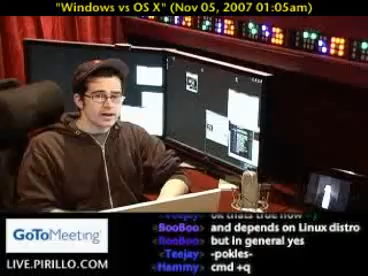 "Windows vs OS X" (Nov 05, 2007 01:05am)
<Teejay> ok thats true now =)
<BooBoo> and depends on Linux distro
<BooBoo> but in general yes
<Teejay> -pokles-
<Hammy> cmd +q
GoToMeeting
LIVE.PIRILLO.COM